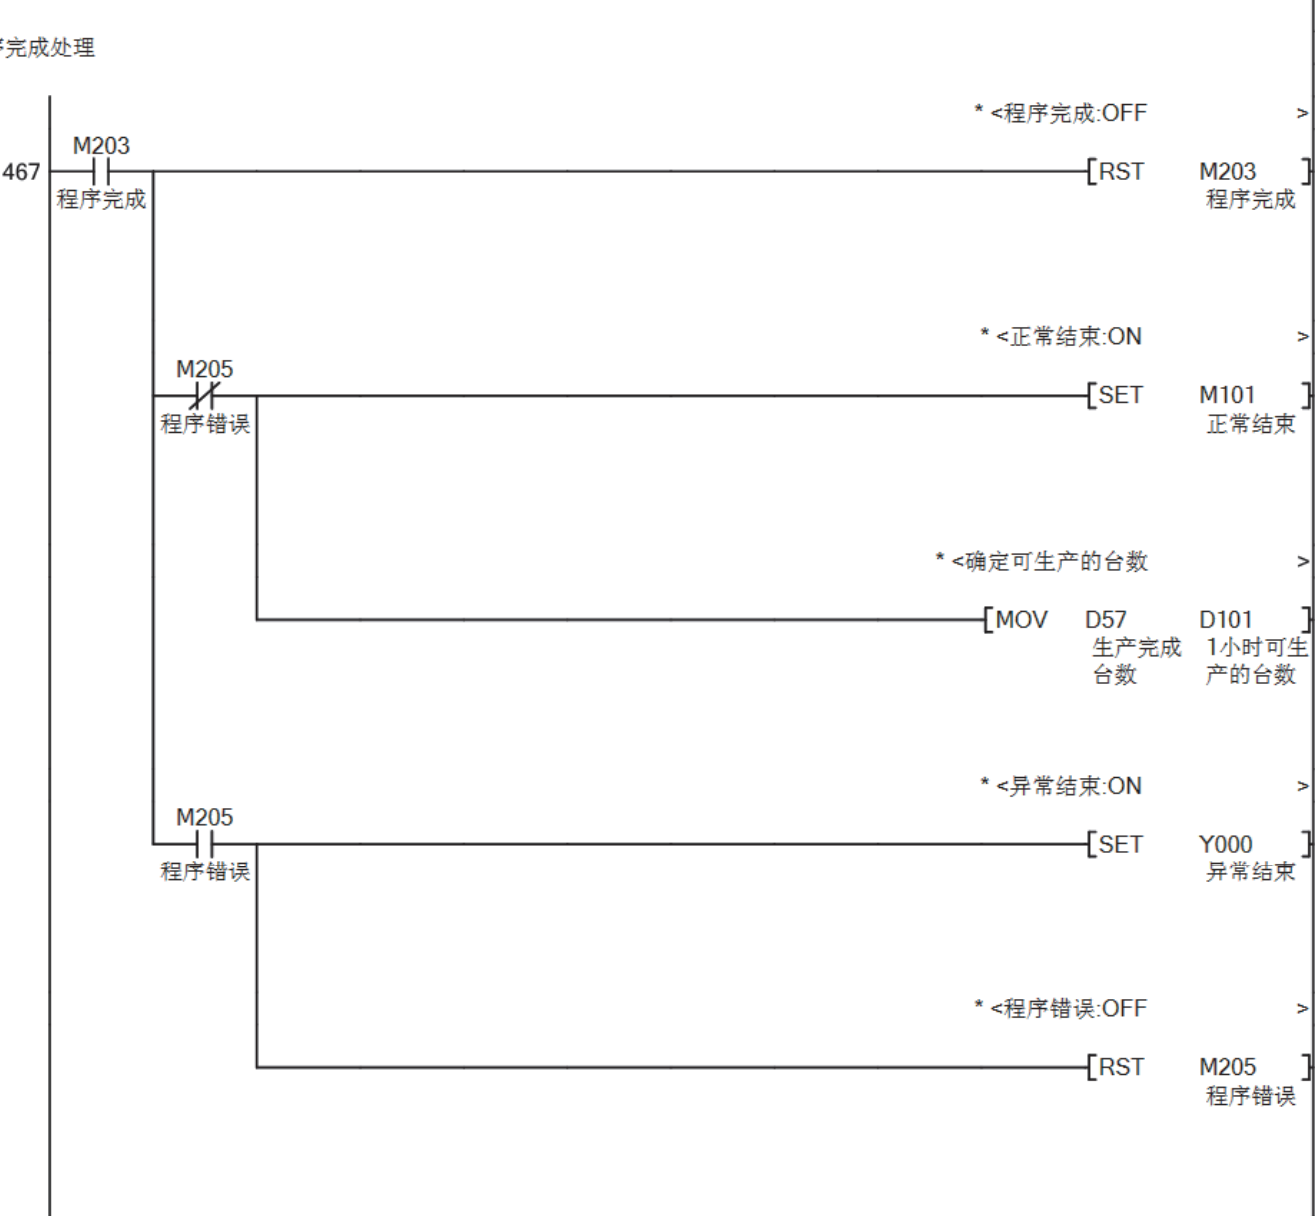 完成处理
* <程序完成:OFF >
M203
467 [RST M203 ]
程序完成 程序完成
* <正常结束:ON >
M205
[SET M101 ]
程序错误 正常结束
* <确定可生产的台数 >
[MOV D57 D101 ]
生产完成 1小时可生
台数 产的台数
* <异常结束:ON >
M205
[SET Y000 ]
程序错误 异常结束
* <程序错误:OFF >
[RST M205 ]
程序错误